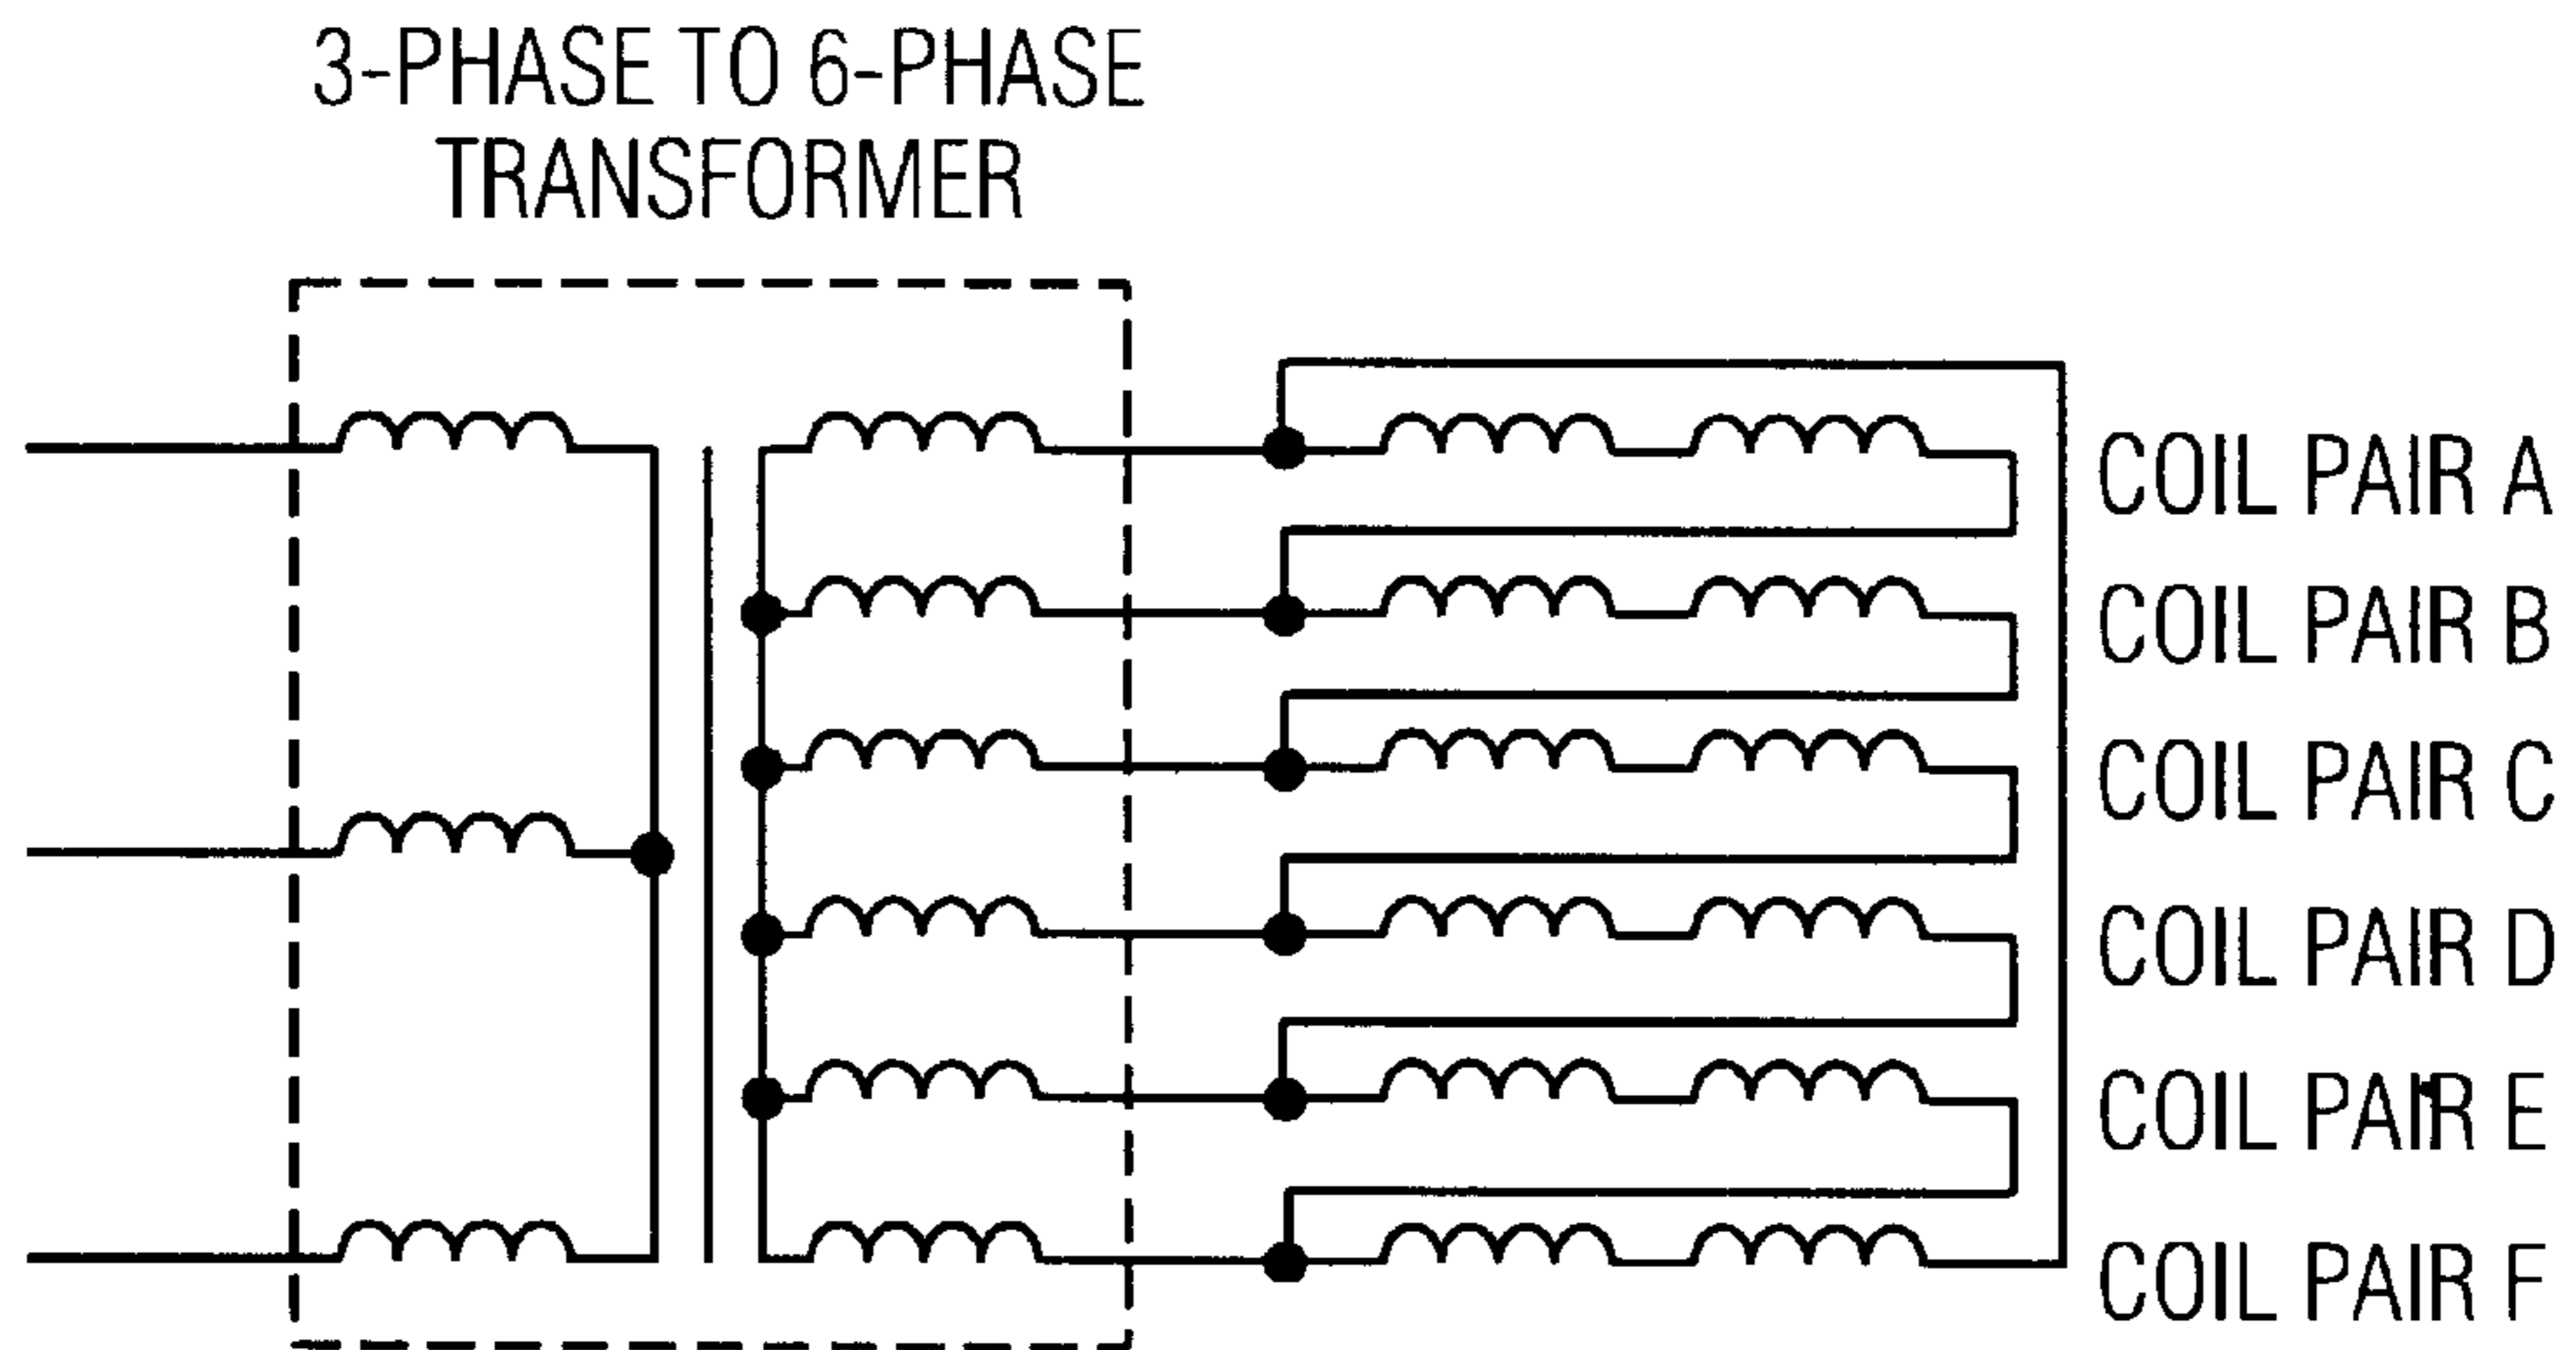 3-PHASE TO 6-PHASE
TRANSFORMER
COIL PAIR A
COIL PAIR B
COIL PAIR C
COIL PAIR D
COIL PAIR E
COIL PAIR F